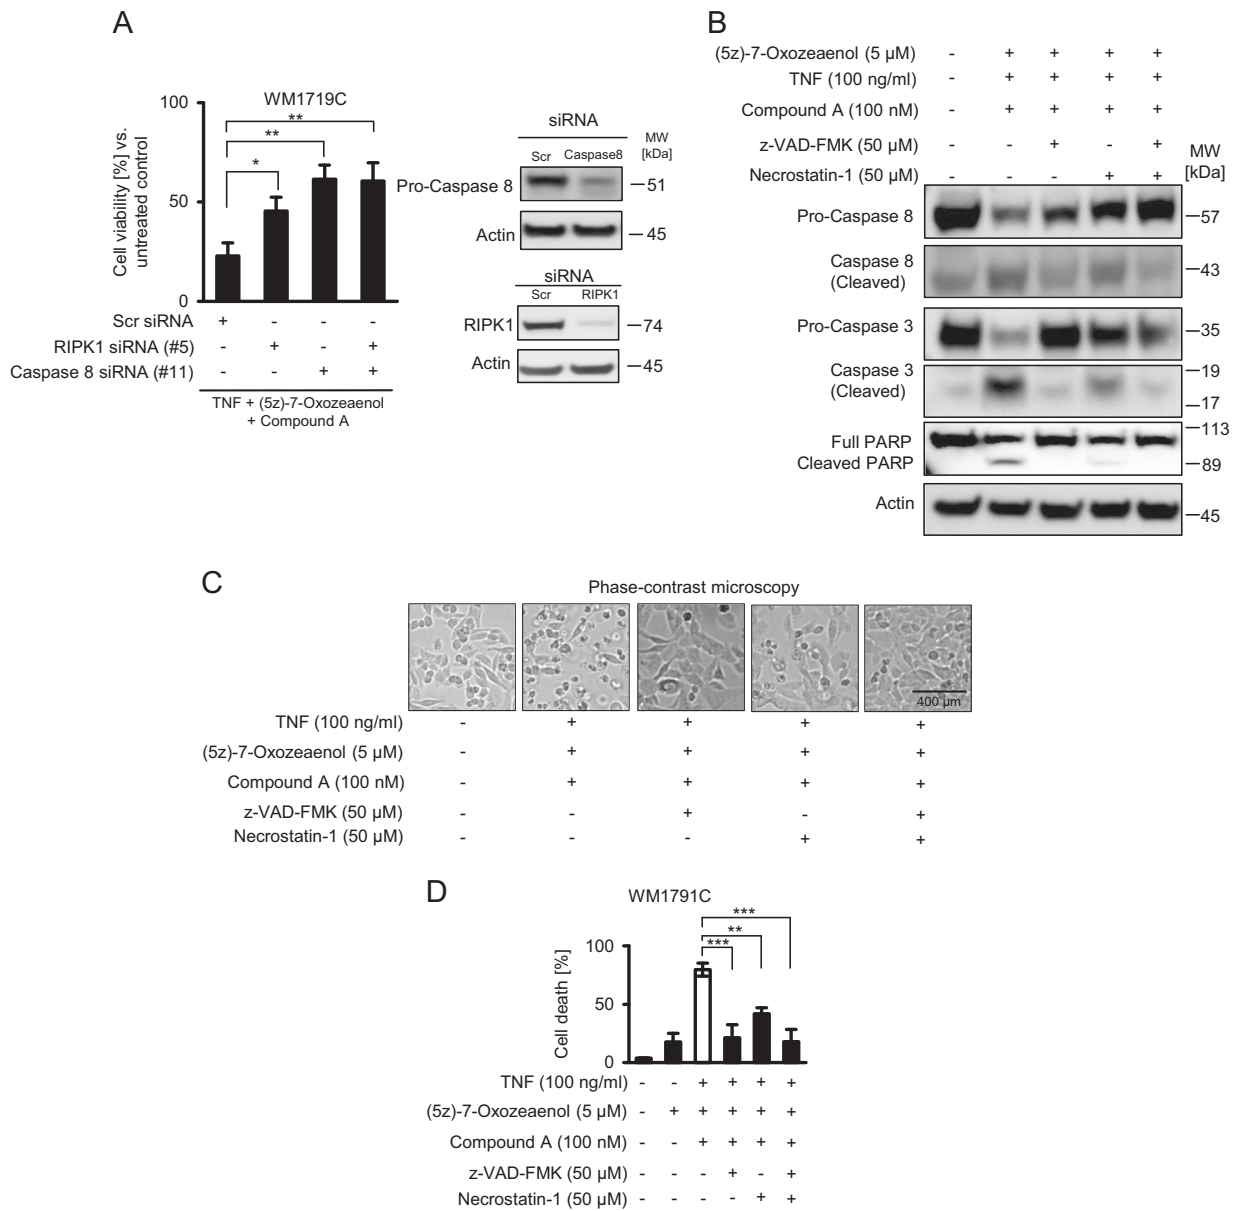 A
WM1719C
Cell viability [%] vs.
untreated control
100
50
0
**
**
*
Scr siRNA + - - -
RIPK1 siRNA (#5) - + - +
Caspase 8 siRNA (#11) - - + +
TNF + (5z)-7-Oxozeaenol
+ Compound A
siRNA
MW
[kDa]
Scr Caspase8
Pro-Caspase 8 51
Actin 45
siRNA
Scr RIPK1
RIPK1 74
Actin 45
B
(5z)-7-Oxozeaenol (5 µM) - + + + +
TNF (100 ng/ml) - + + + +
Compound A (100 nM) - + + + +
z-VAD-FMK (50 µM) - - + - +
Necrostatin-1 (50 µM) - - - + +
MW
[kDa]
Pro-Caspase 8 57
Caspase 8
(Cleaved)
43
Pro-Caspase 3 35
Caspase 3
(Cleaved)
19
17
Full PARP 113
Cleaved PARP 89
Actin 45
C
Phase-contrast microscopy
400 µm
TNF (100 ng/ml) - + + + +
(5z)-7-Oxozeaenol (5 µM) - + + + +
Compound A (100 nM) - + + + +
z-VAD-FMK (50 µM) - - + - +
Necrostatin-1 (50 µM) - - - + +
D
WM1791C
Cell death [%]
100
50
0
***
**
***
TNF (100 ng/ml) - - + + + +
(5z)-7-Oxozeaenol (5 µM) - + + + + +
Compound A (100 nM) - - + + + +
z-VAD-FMK (50 µM) - - - + - +
Necrostatin-1 (50 µM) - - - - + +